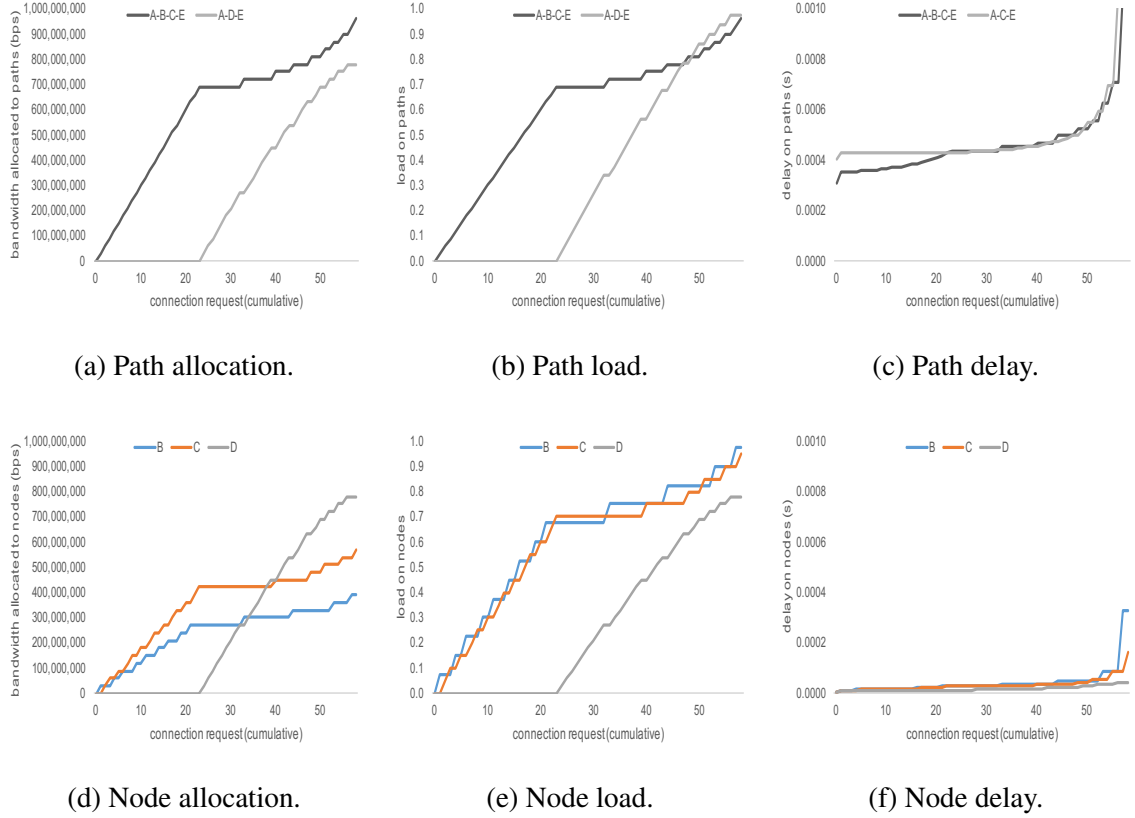 A-B-C-E A-D-E
bandwidth allocated to paths (bps)
1,000,000,000
900,000,000
800,000,000
700,000,000
600,000,000
500,000,000
400,000,000
300,000,000
200,000,000
100,000,000
0
0 10 20 30 40 50
connection request (cumulative)
(a) Path allocation.
A-B-C-E A-D-E
load on paths
1.0
0.9
0.8
0.7
0.6
0.5
0.4
0.3
0.2
0.1
0.0
0 10 20 30 40 50
connection request (cumulative)
(b) Path load.
A-B-C-E A-C-E
delay on paths (s)
0.0010
0.0008
0.0006
0.0004
0.0002
0.0000
0 10 20 30 40 50
connection request (cumulative)
(c) Path delay.
B C D
bandwidth allocated to nodes (bps)
1,000,000,000
900,000,000
800,000,000
700,000,000
600,000,000
500,000,000
400,000,000
300,000,000
200,000,000
100,000,000
0
0 10 20 30 40 50
connection request (cumulative)
(d) Node allocation.
B C D
load on nodes
1.0
0.9
0.8
0.7
0.6
0.5
0.4
0.3
0.2
0.1
0.0
0 10 20 30 40 50
connection request (cumulative)
(e) Node load.
B C D
delay on nodes (s)
0.0010
0.0008
0.0006
0.0004
0.0002
0.0000
0 10 20 30 40 50
connection request (cumulative)
(f) Node delay.